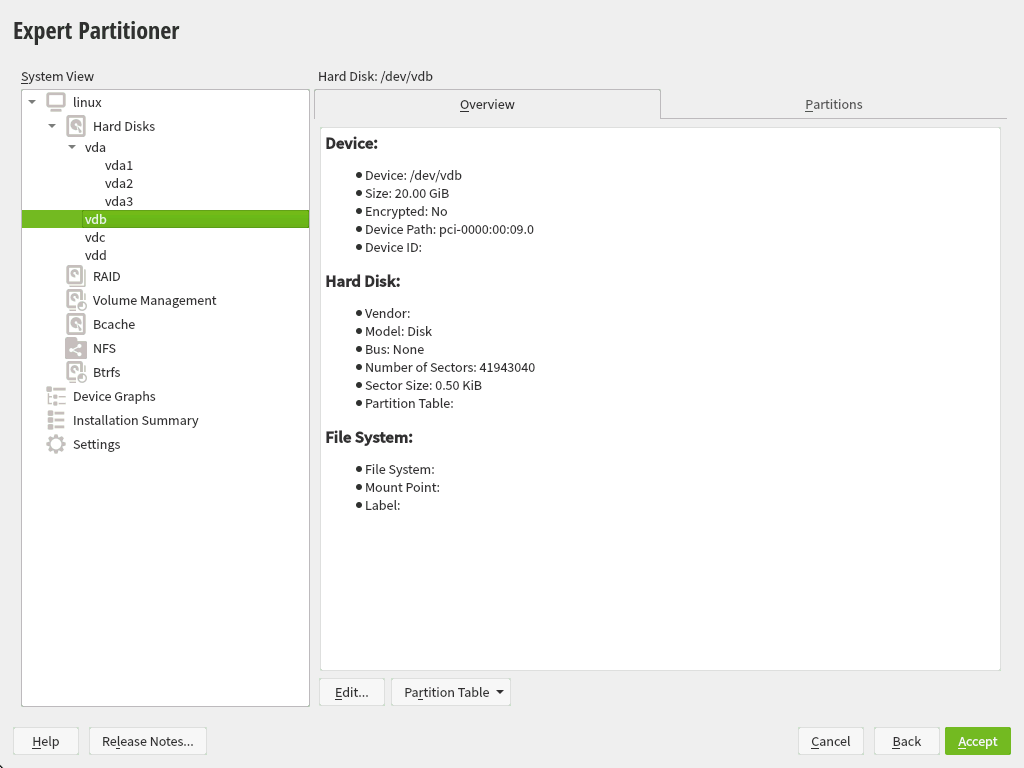 Expert Partitioner
System View
linux
Hard Disks
vda
vda1
vda2
vda3
vdb
vdc
vdd
RAID
Volume Management
Bcache
NFS
Btrfs
Device Graphs
Installation Summary
Settings
Hard Disk: /dev/vdb
Overview
Partitions
Device:
Device: /dev/vdb
Size: 20.00 GiB
Encrypted: No
Device Path: pci-0000:00:09.0
Device ID:
Hard Disk:
Vendor:
Model: Disk
Bus: None
Number of Sectors: 41943040
Sector Size: 0.50 KiB
Partition Table:
File System:
File System:
Mount Point:
Label:
Edit...
Partition Table
Help
Release Notes...
Cancel
Back
Accept